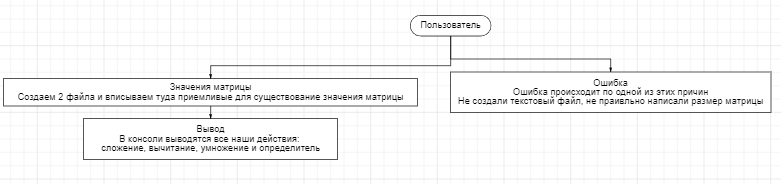 Пользователь
Значения матрицы
Создаем 2 файла и вписываем туда приемливые для существование значения матрицы
Ошибка
Ошибка происходит по одной из этих причин
Не создали текстовый файл, не праивльно написали размер матрицы
Вывод
В консоли выводятся все наши действия:
сложение, вычитание, умножение и определитель